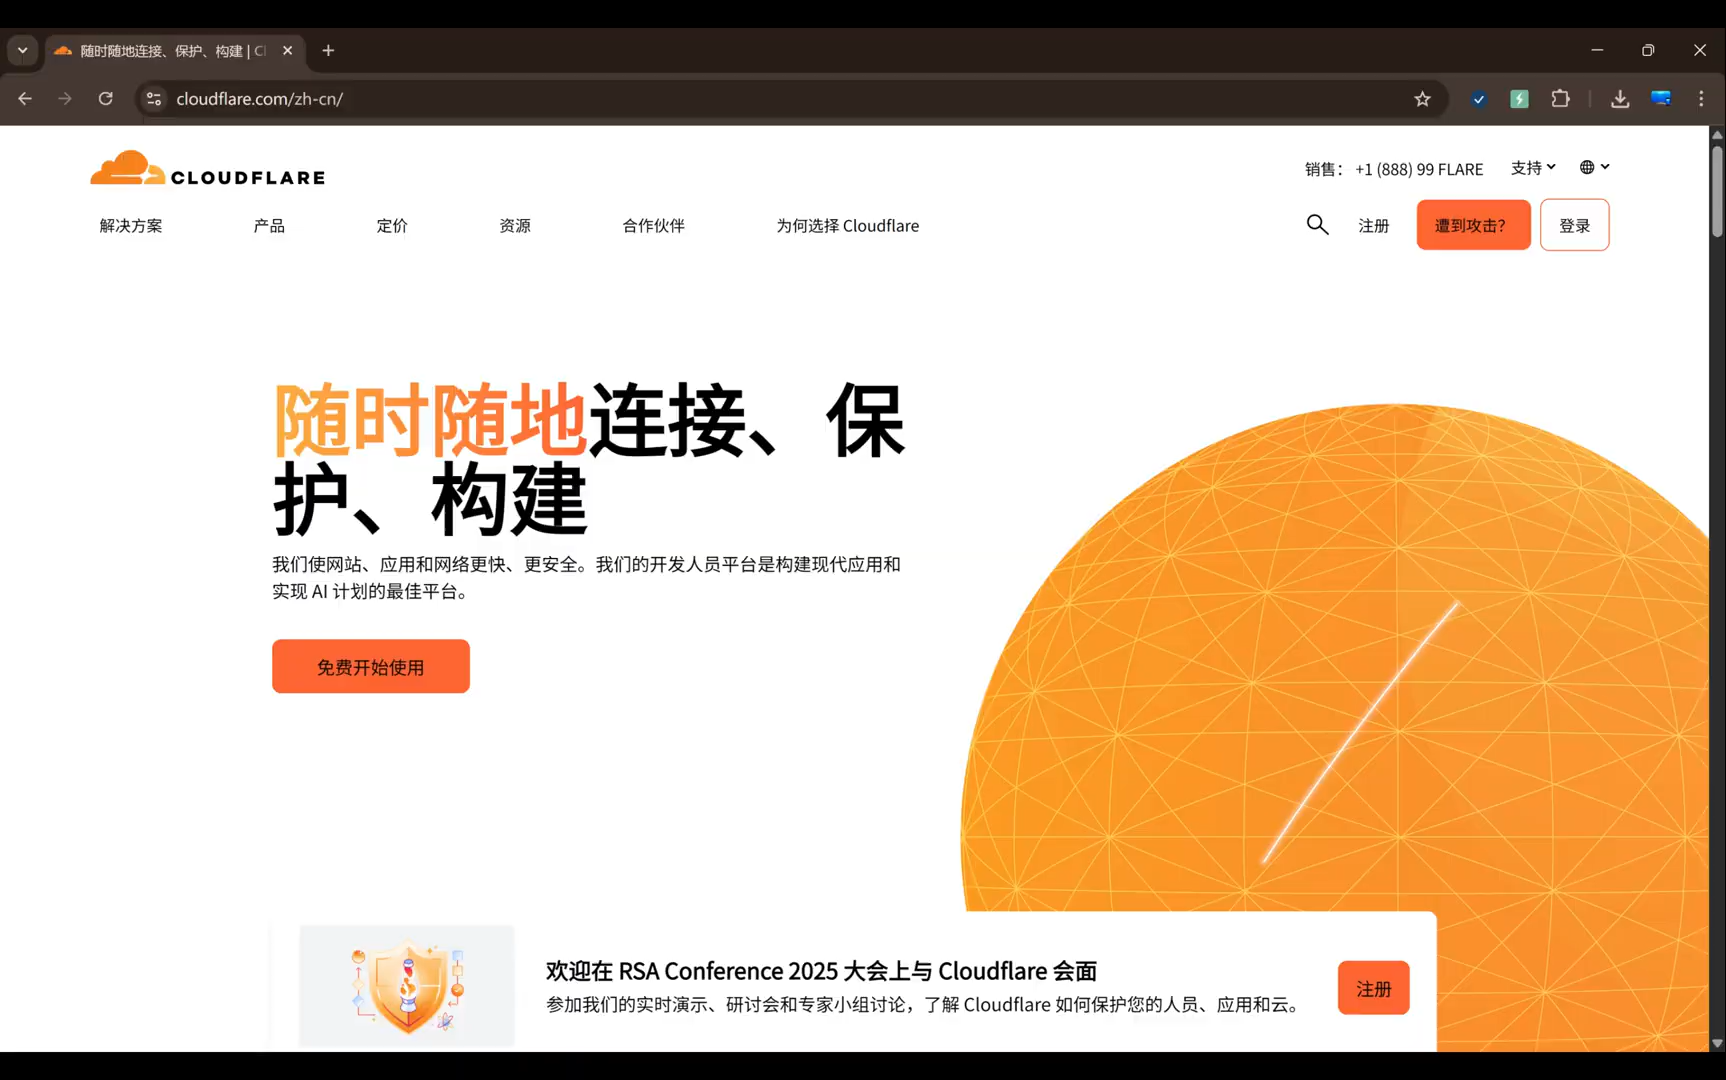 随时随地连接、保护、构建 | Cl
cloudflare.com/zh-cn/
CLOUDFLARE
销售： +1 (888) 99 FLARE
支持
解决方案
产品
定价
资源
合作伙伴
为何选择 Cloudflare
注册
遭到攻击？
登录
随时随地连接、保
护、构建
我们使网站、应用和网络更快、更安全。我们的开发人员平台是构建现代应用和
实现 AI 计划的最佳平台。
免费开始使用
欢迎在 RSA Conference 2025 大会上与 Cloudflare 会面
参加我们的实时演示、研讨会和专家小组讨论，了解 Cloudflare 如何保护您的人员、应用和云。
注册